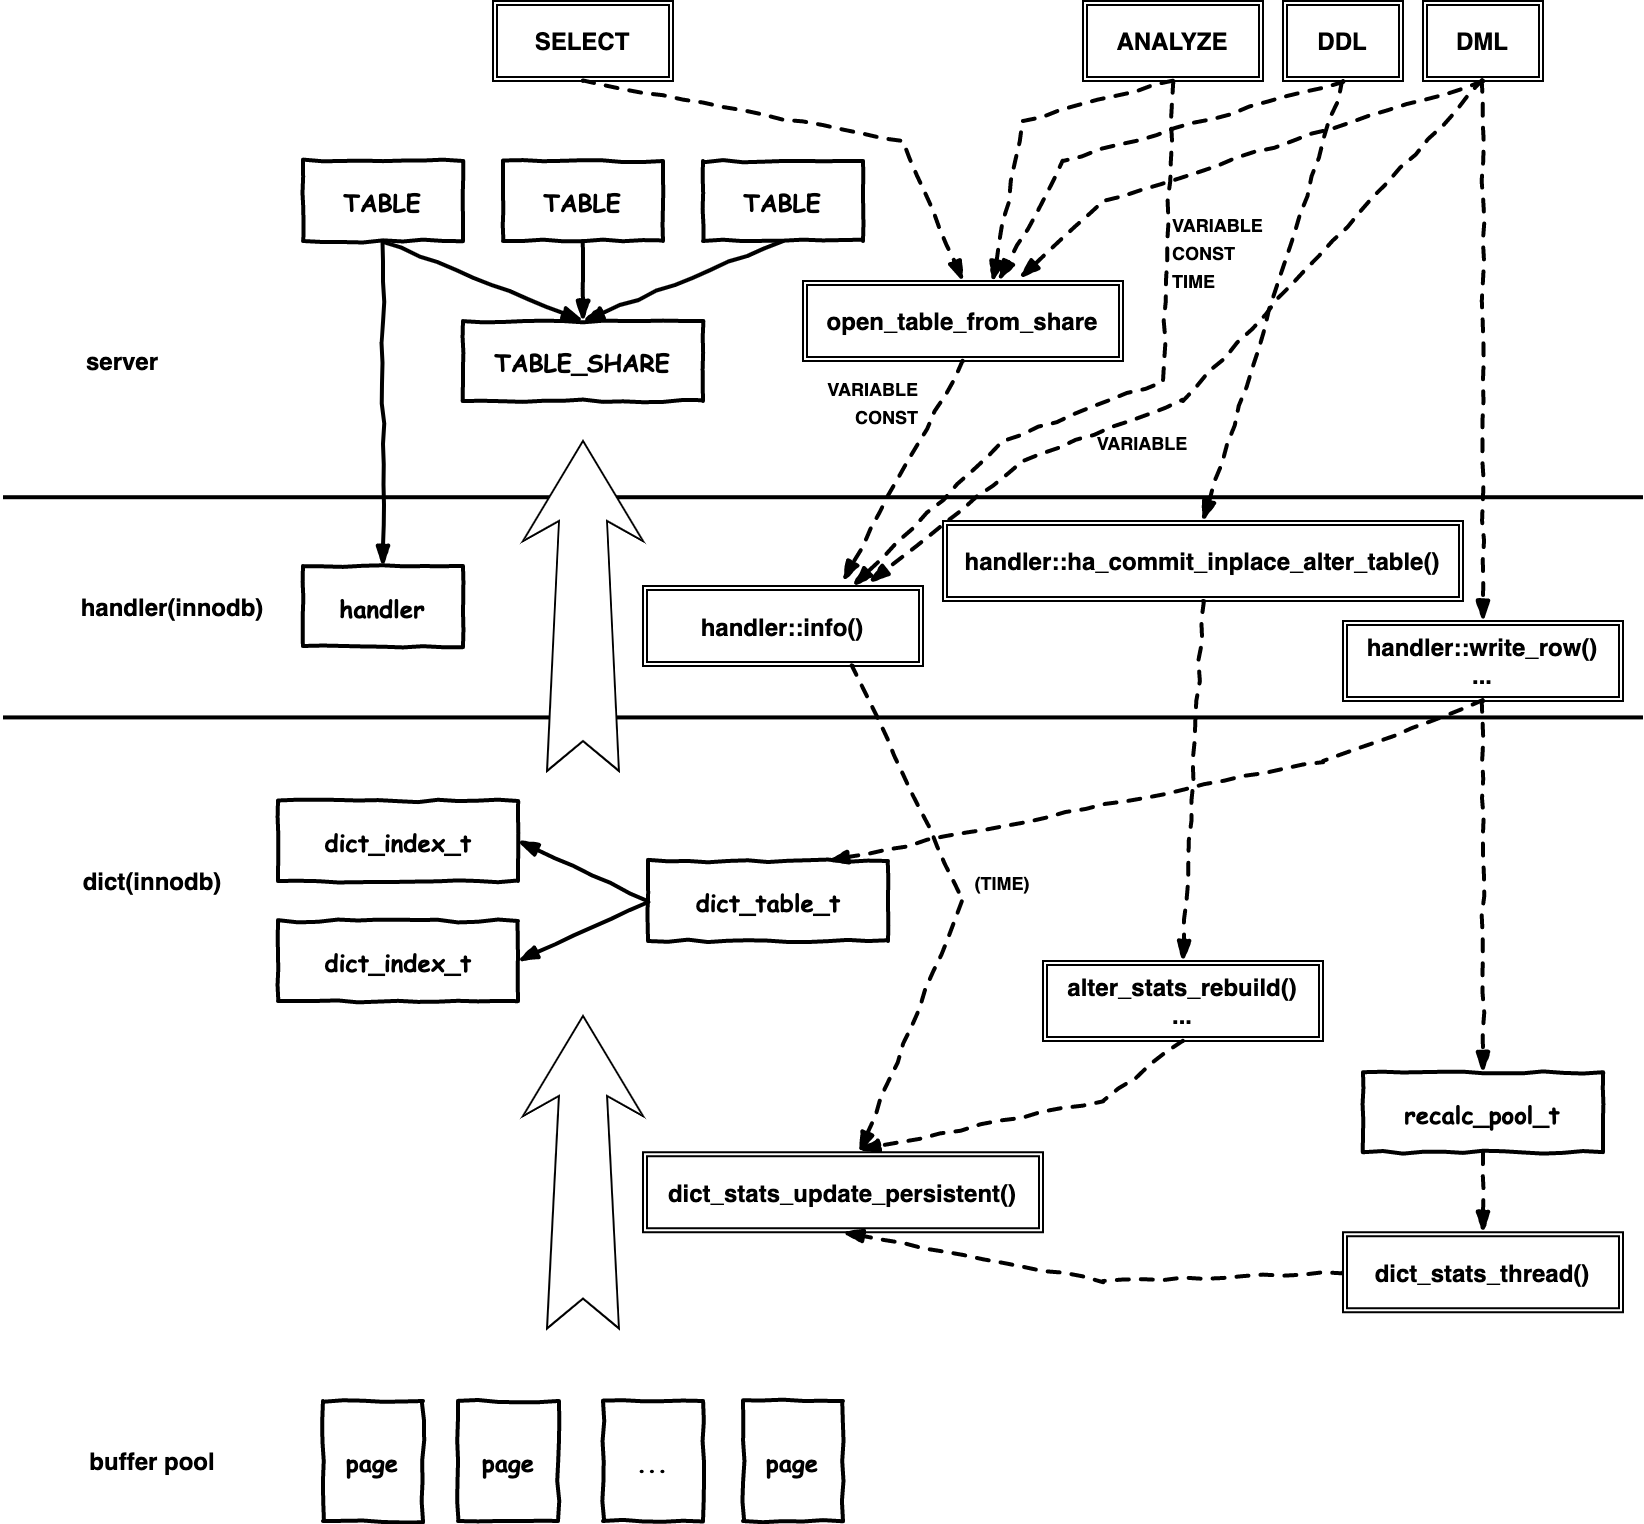 SELECT
ANALYZE
DDL
DML
TABLE
TABLE
TABLE
VARIABLE
CONST
TIME
open_table_from_share
server
TABLE_SHARE
VARIABLE
CONST
VARIABLE
handler::ha_commit_inplace_alter_table()
handler(innodb)
handler
handler::info()
handler::write_row()
...
dict_index_t
dict(innodb)
dict_table_t
(TIME)
dict_index_t
alter_stats_rebuild()
...
recalc_pool_t
dict_stats_update_persistent()
dict_stats_thread()
buffer pool
page
page
...
page